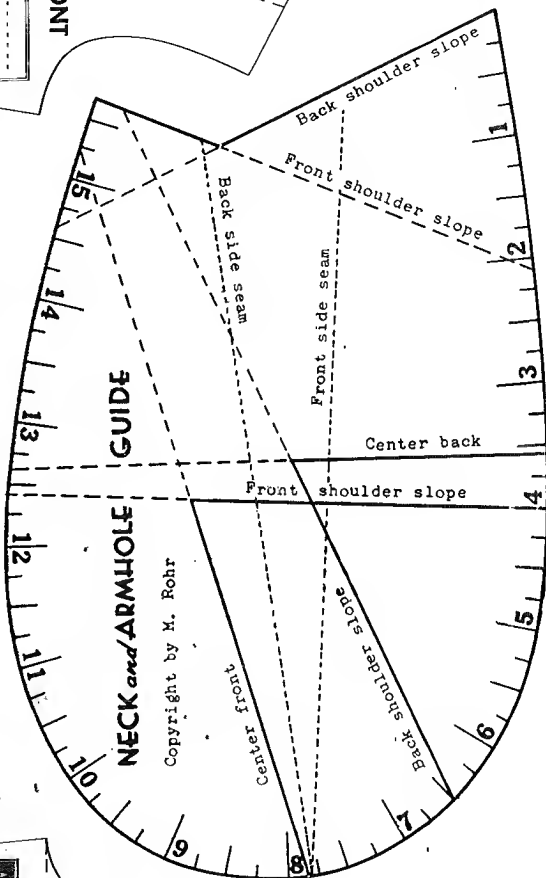 ONT
Back shoulder slope
Front shoulder slope
Back side seam
Front side seam
Center back
Front shoulder slope
Back shoulder slope
Center front
NECK and ARMHOLE GUIDE
Copyright by M. Rohr
1
2
3
4
5
6
7
8
9
10
11
12
13
14
15